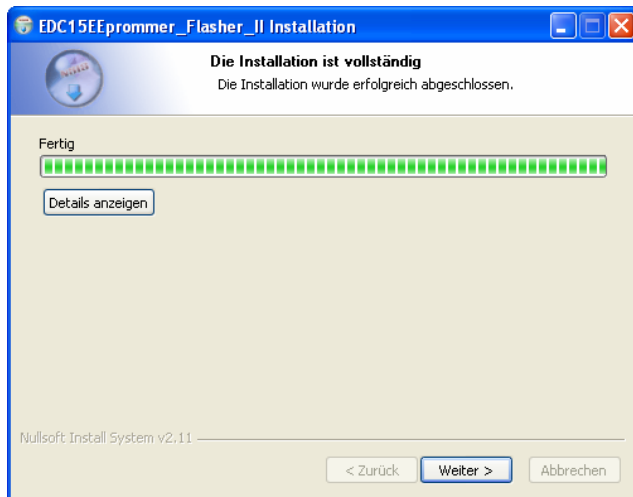 EDC15EEprommer_Flasher_II Installation
Die Installation ist vollständig
Die Installation wurde erfolgreich abgeschlossen.
Fertig
Details anzeigen
Nullsoft Install System v2.11
< Zurück
Weiter >
Abbrechen